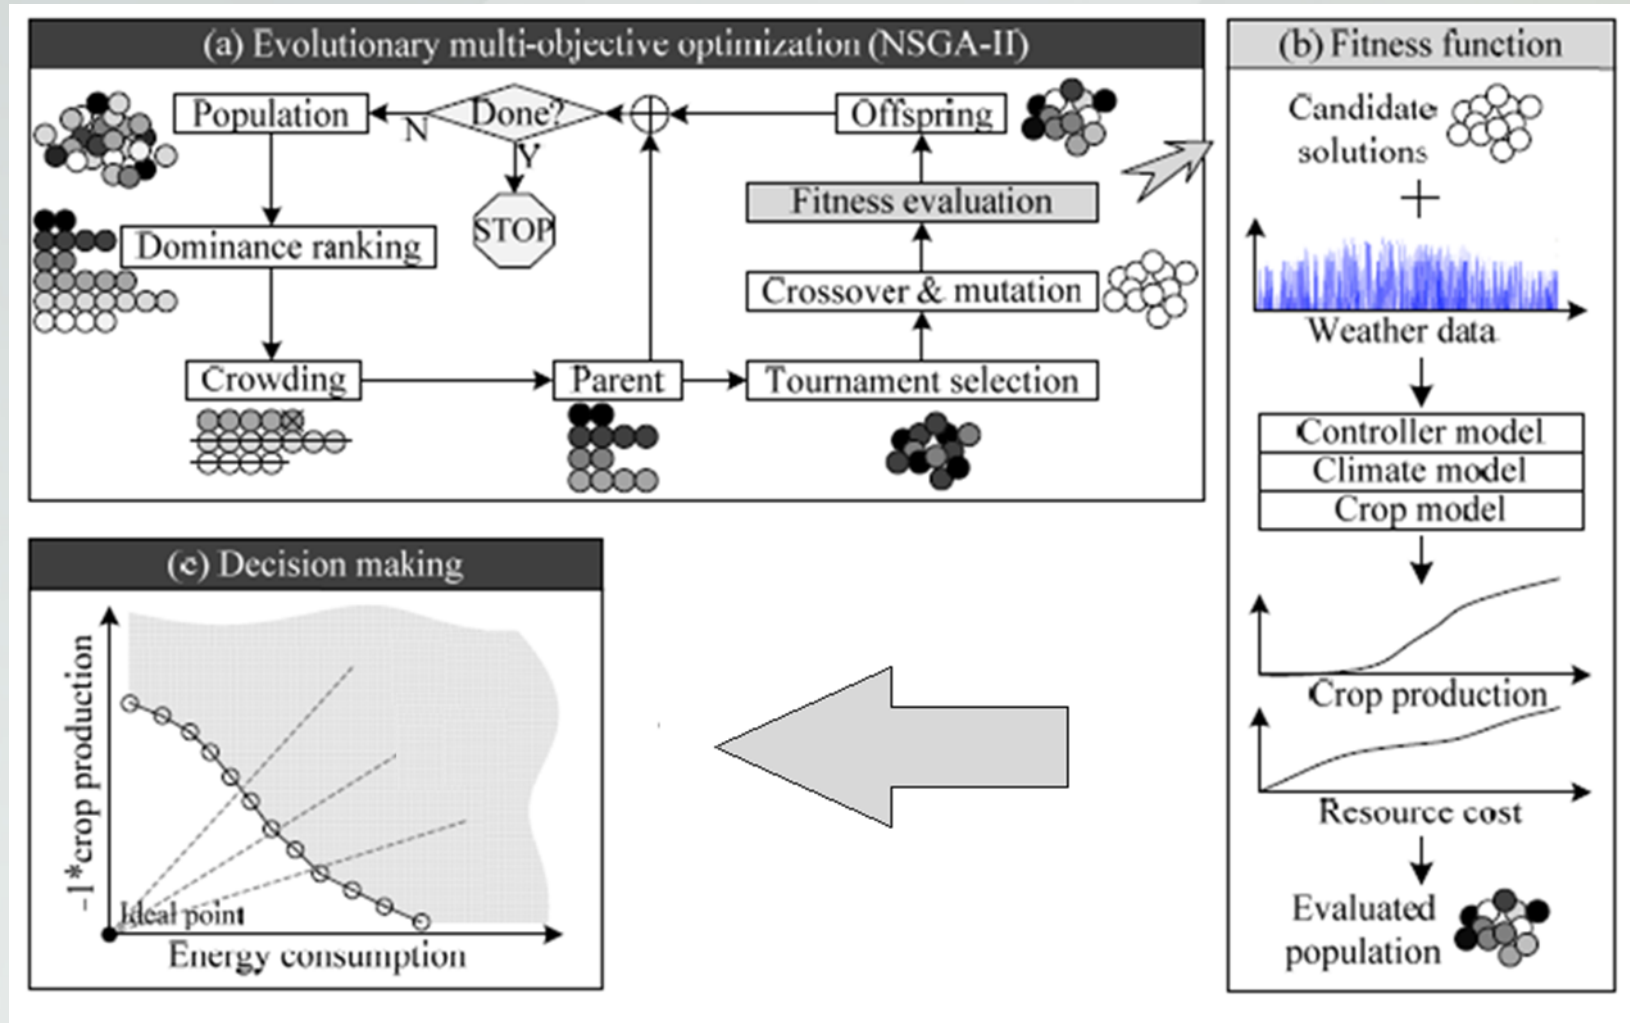 (a) Evolutionary multi-objective optimization (NSGA-II)
Population
N
Done?
Y
STOP
Offspring
Fitness evaluation
Dominance ranking
Crossover & mutation
Crowding
Parent
Tournament selection
(b) Fitness function
Candidate
solutions
+
Weather data
Controller model
Climate model
Crop model
Crop production
Resource cost
Evaluated
population
(c) Decision making
-1*crop production
Ideal point
Energy consumption